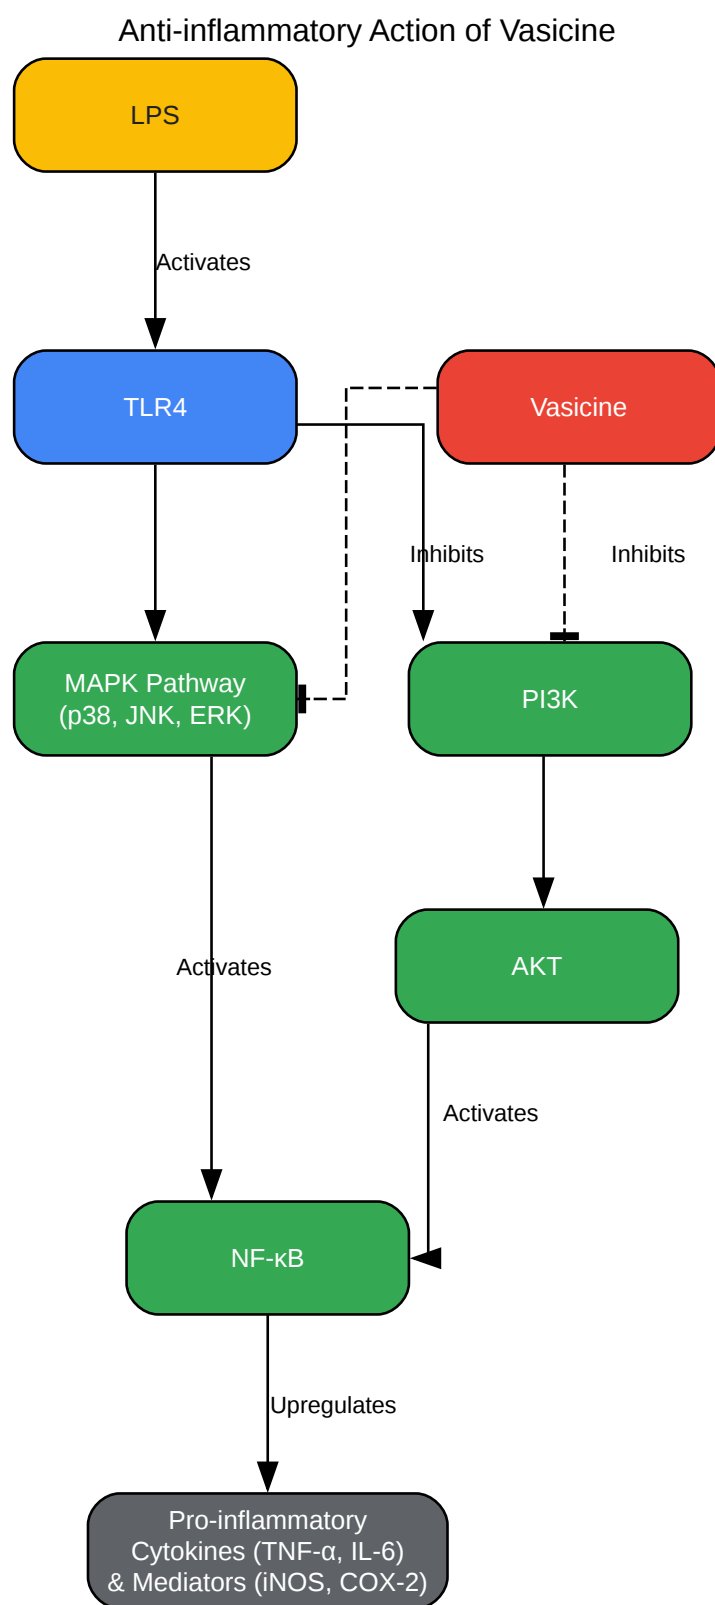 Anti-inflammatory Action of Vasicine
LPS
Activates
TLR4
Vasicine
Inhibits
Inhibits
MAPK Pathway
(p38, JNK, ERK)
PI3K
Activates
AKT
Activates
NF-κB
Upregulates
Pro-inflammatory
Cytokines (TNF-α, IL-6)
& Mediators (iNOS, COX-2)